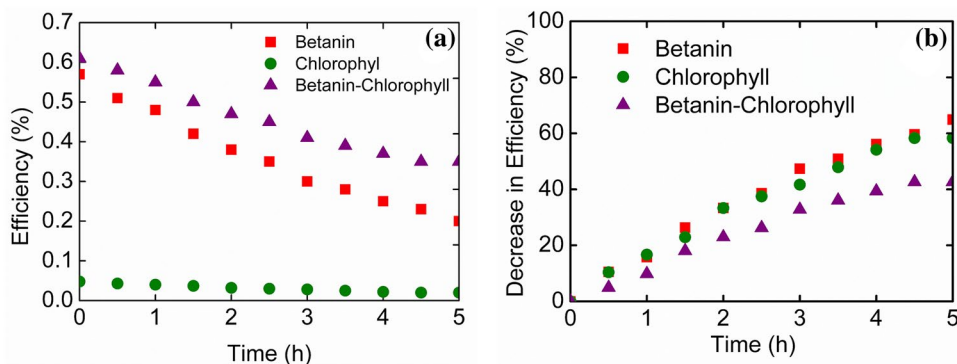 0.7
0.6
0.5
0.4
0.3
0.2
0.1
0.0
Efficiency (%)
(a)
Betanin
Chlorophyl
Betanin-Chlorophyll
0 1 2 3 4 5
Time (h)
100
80
60
40
20
0
Decrease in Efficiency (%)
(b)
Betanin
Chlorophyll
Betanin-Chlorophyll
0 1 2 3 4 5
Time (h)